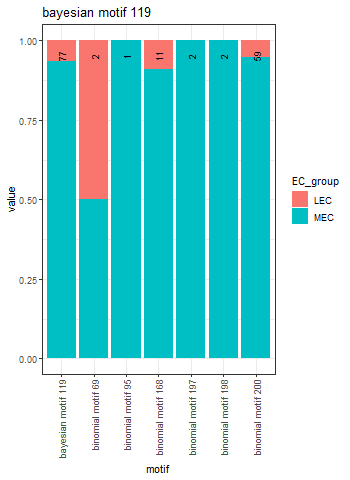 bayesian motif 119
1.00
0.75
0.50
0.25
0.00
value
77
2
1
11
2
2
59
bayesian motif 119
binomial motif 69
binomial motif 95
binomial motif 168
binomial motif 197
binomial motif 198
binomial motif 200
motif
EC_group
LEC
MEC